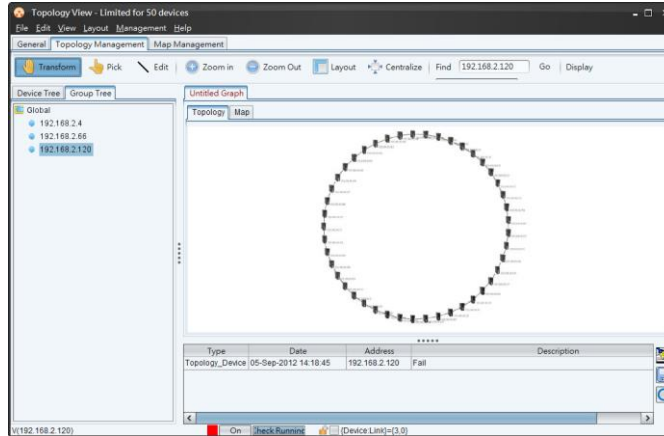 Topology View - Limited for 50 devices
File Edit View Layout Management Help
General Topology Management Map Management
Transform Pick Edit Zoom in Zoom Out Layout Centralize Find 192.168.2.120 Go Display
Device Tree Group Tree
Untitled Graph
Global
192.168.2.4
192.168.2.66
192.168.2.120
Topology Map
Type Date Address Description
Topology_Device 05-Sep-2012 14:18:45 192.168.2.120 Fail
V(192.168.2.120) On Check Running {Device:Link}={3,0}